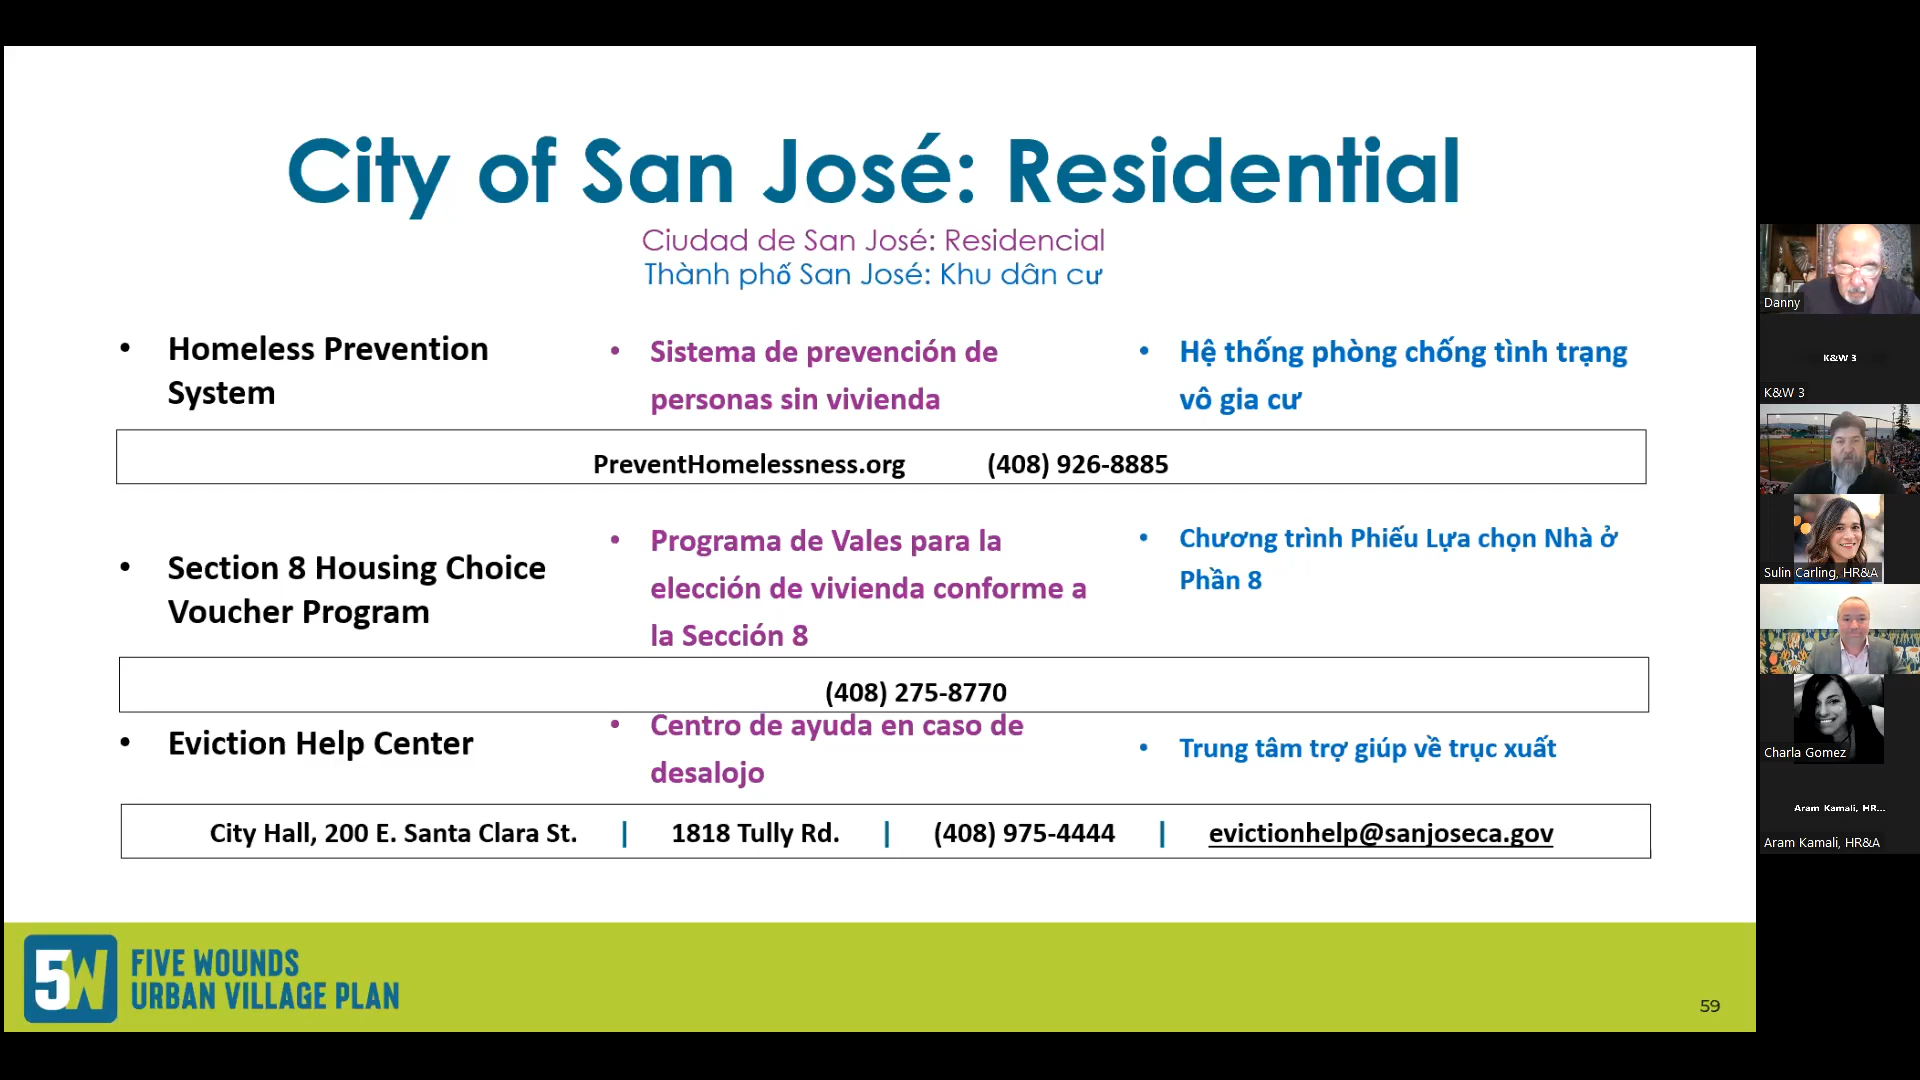 City of San José: Residential
Ciudad de San José: Residencial
Thành phố San José: Khu dân cư
• Homeless Prevention
System
• Sistema de prevención de
personas sin vivienda
• Hệ thống phòng chống tình trạng
vô gia cư
PreventHomelessness.org (408) 926-8885
• Section 8 Housing Choice
Voucher Program
• Programa de Vales para la
elección de vivienda conforme a
la Sección 8
• Chương trình Phiếu Lựa chọn Nhà ở
Phần 8
(408) 275-8770
• Eviction Help Center
• Centro de ayuda en caso de
desalojo
• Trung tâm trợ giúp về trục xuất
City Hall, 200 E. Santa Clara St. | 1818 Tully Rd. | (408) 975-4444 | evictionhelp@sanjoseca.gov
5W
FIVE WOUNDS
URBAN VILLAGE PLAN
59
Danny
K&W 3
K&W 3
Sulin Carling, HR&A
Charla Gomez
Aram Kamali, HR...
Aram Kamali, HR&A